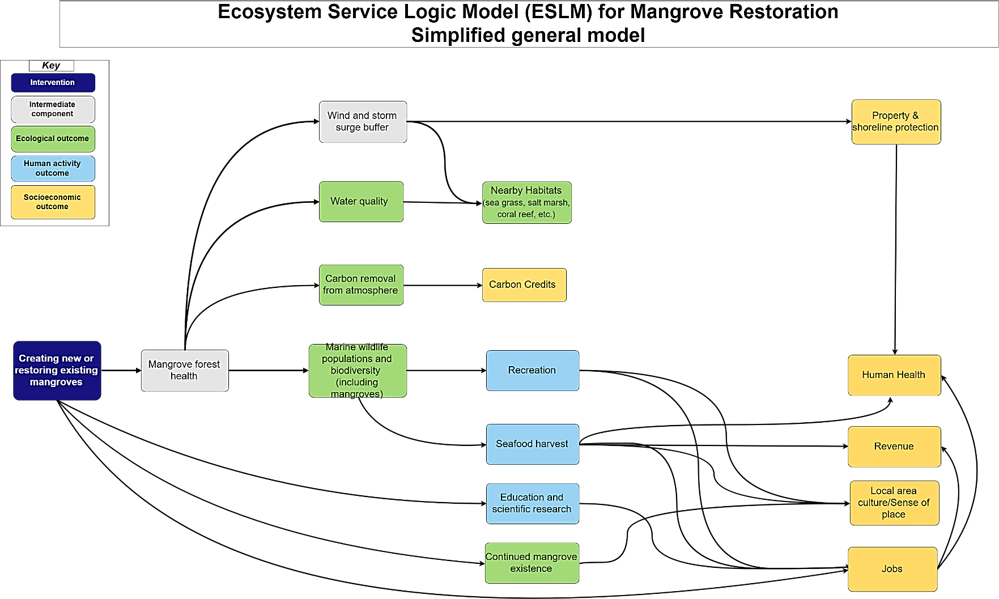 Ecosystem Service Logic Model (ESLM) for Mangrove Restoration
Simplified general model
Key
Intervention
Intermediate
component
Ecological outcome
Human activity
outcome
Socioeconomic
outcome
Wind and storm
surge buffer
Property &
shoreline protection
Water quality
Nearby Habitats
(sea grass, salt marsh,
coral reef, etc.)
Carbon removal
from atmosphere
Carbon Credits
Creating new or
restoring existing
mangroves
Mangrove forest
health
Marine wildlife
populations and
biodiversity
(including
mangroves)
Recreation
Human Health
Seafood harvest
Revenue
Education and
scientific research
Local area
culture/Sense of
place
Continued mangrove
existence
Jobs